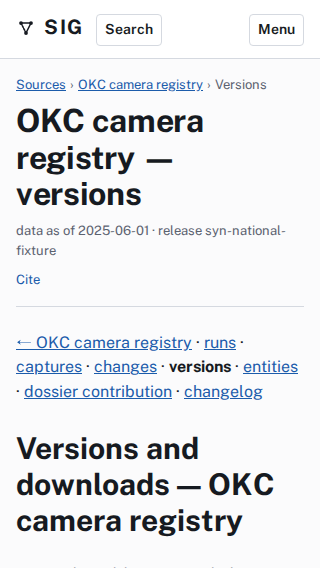 SIG Search Menu
Sources › OKC camera registry › Versions
OKC camera
registry —
versions
data as of 2025-06-01 · release syn-national-
fixture
Cite
← OKC camera registry · runs ·
captures · changes · versions · entities
· dossier contribution · changelog
Versions and
downloads — OKC
camera registry